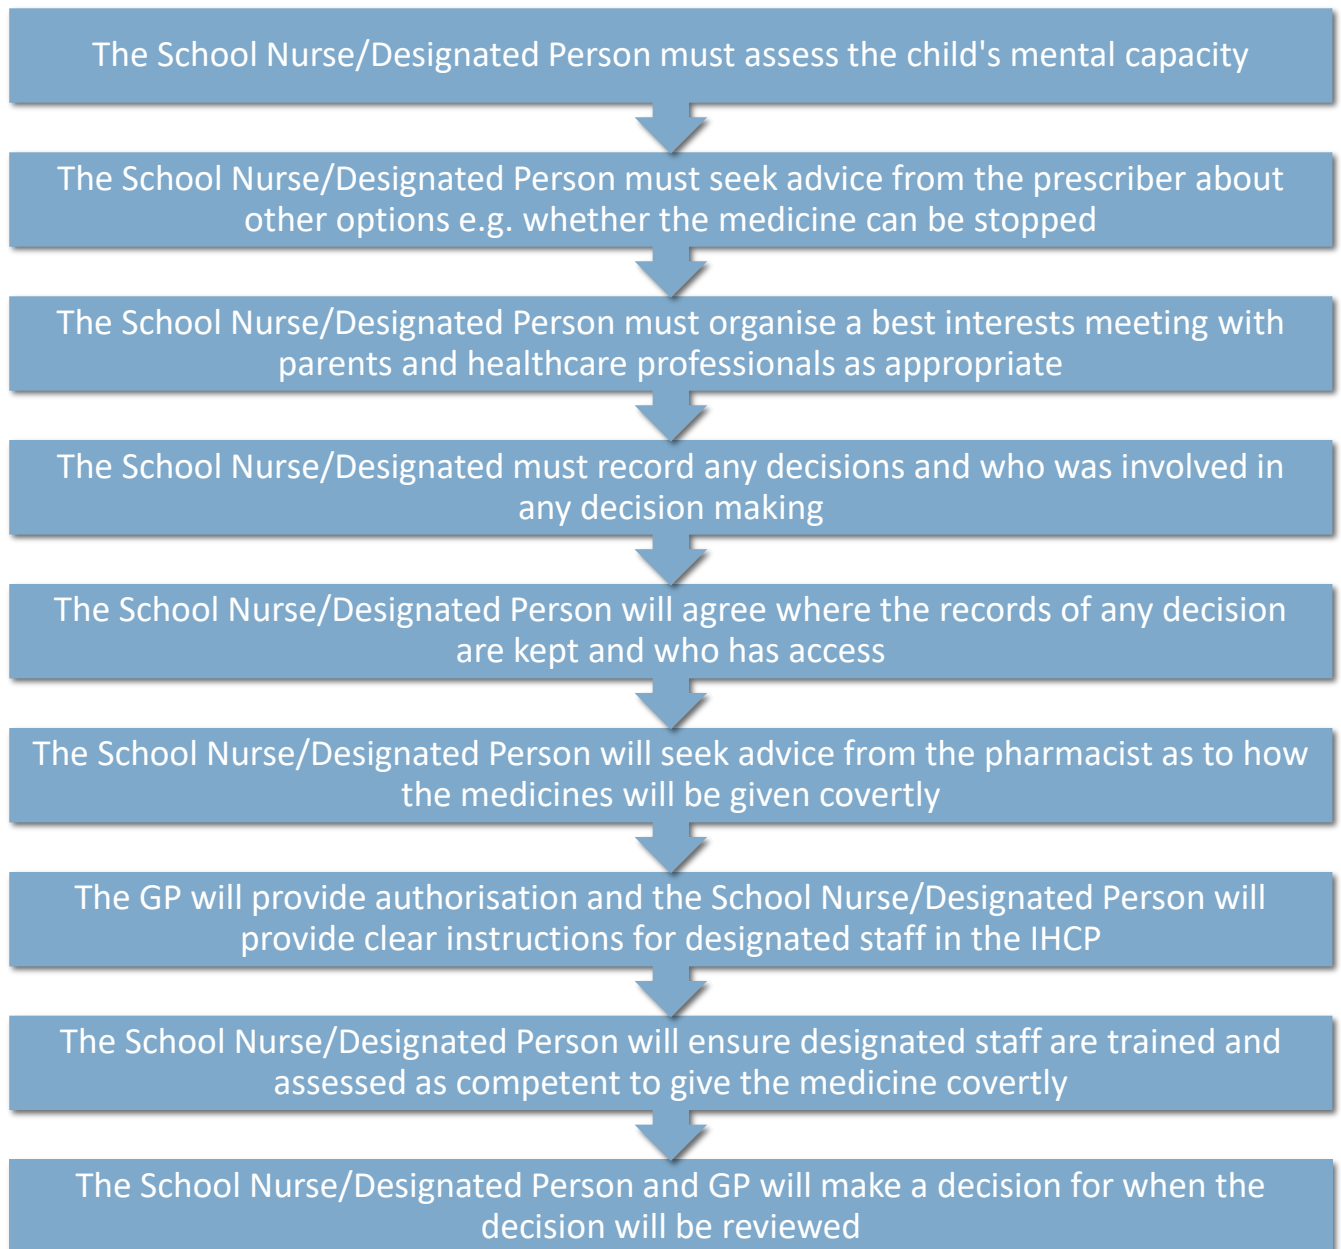 The School Nurse/Designated Person must assess the child's mental capacity
The School Nurse/Designated Person must seek advice from the prescriber about
other options e.g. whether the medicine can be stopped
The School Nurse/Designated Person must organise a best interests meeting with
parents and healthcare professionals as appropriate
The School Nurse/Designated must record any decisions and who was involved in
any decision making
The School Nurse/Designated Person will agree where the records of any decision
are kept and who has access
The School Nurse/Designated Person will seek advice from the pharmacist as to how
the medicines will be given covertly
The GP will provide authorisation and the School Nurse/Designated Person will
provide clear instructions for designated staff in the IHCP
The School Nurse/Designated Person will ensure designated staff are trained and
assessed as competent to give the medicine covertly
The School Nurse/Designated Person and GP will make a decision for when the
decision will be reviewed